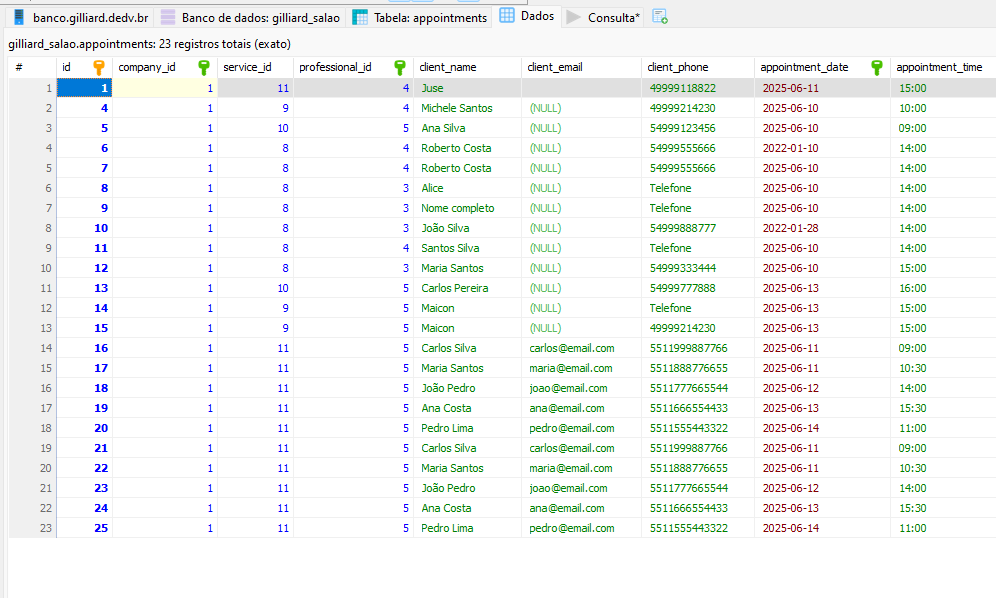 banco.gilliard.dedv.br Banco de dados: gilliard_salao Tabela: appointments Dados Consulta*
gilliard_salao.appointments: 23 registros totais (exato)
# id company_id service_id professional_id client_name client_email client_phone appointment_date appointment_time
1 1 1 11 4 Juse 49999118822 2025-06-11 15:00
2 4 1 9 4 Michele Santos (NULL) 49999214230 2025-06-10 10:00
3 5 1 10 5 Ana Silva (NULL) 54999123456 2025-06-10 09:00
4 6 1 8 4 Roberto Costa (NULL) 54999555666 2022-01-10 14:00
5 7 1 8 4 Roberto Costa (NULL) 54999555666 2025-06-10 14:00
6 8 1 8 3 Alice (NULL) Telefone 2025-06-10 14:00
7 9 1 8 3 Nome completo (NULL) Telefone 2025-06-10 14:00
8 10 1 8 3 João Silva (NULL) 54999888777 2022-01-28 14:00
9 11 1 8 4 Santos Silva (NULL) Telefone 2025-06-10 14:00
10 12 1 8 3 Maria Santos (NULL) 54999333444 2025-06-10 15:00
11 13 1 10 5 Carlos Pereira (NULL) 54999777888 2025-06-13 16:00
12 14 1 9 5 Maicon (NULL) Telefone 2025-06-13 15:00
13 15 1 9 5 Maicon (NULL) 49999214230 2025-06-13 15:00
14 16 1 11 5 Carlos Silva carlos@email.com 5511999887766 2025-06-11 09:00
15 17 1 11 5 Maria Santos maria@email.com 5511888776655 2025-06-11 10:30
16 18 1 11 5 João Pedro joao@email.com 5511777665544 2025-06-12 14:00
17 19 1 11 5 Ana Costa ana@email.com 5511666554433 2025-06-13 15:30
18 20 1 11 5 Pedro Lima pedro@email.com 5511555443322 2025-06-14 11:00
19 21 1 11 5 Carlos Silva carlos@email.com 5511999887766 2025-06-11 09:00
20 22 1 11 5 Maria Santos maria@email.com 5511888776655 2025-06-11 10:30
21 23 1 11 5 João Pedro joao@email.com 5511777665544 2025-06-12 14:00
22 24 1 11 5 Ana Costa ana@email.com 5511666554433 2025-06-13 15:30
23 25 1 11 5 Pedro Lima pedro@email.com 5511555443322 2025-06-14 11:00